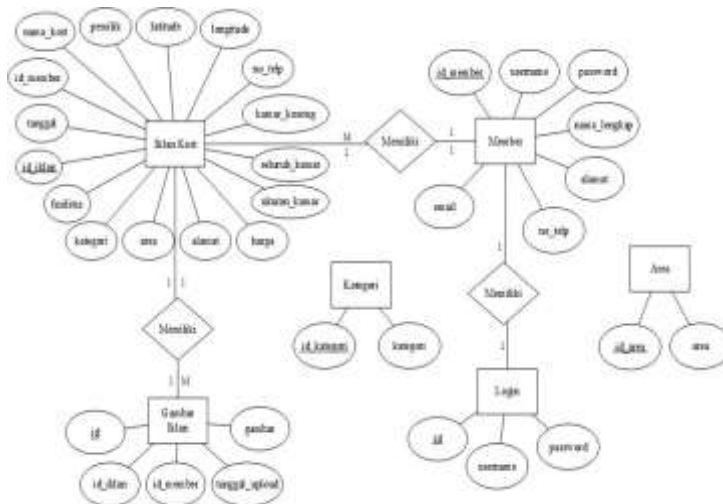 nama_kost
pemilik
latitude
longitude
id_member
no_telp
tanggal
kamar_kosong
Iklan Kost
id_iklan
seluruh_kamar
fasilitas
ukuran_kamar
kategori
area
alamat
harga
M
1
Memiliki
1
1
id_member
username
password
Member
nama_lengkap
alamat
email
no_telp
1
1
Memiliki
1
M
1
Memiliki
1
Kategori
id_kategori
kategori
Area
id_area
area
Gambar
Iklan
id
gambar
id_iklan
id_member
tanggal_upload
Login
id
username
password